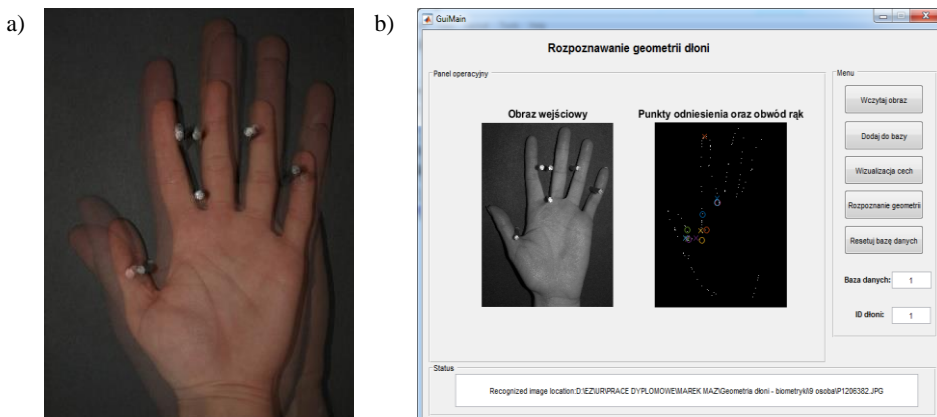 a)
b)
GuiMain
Rozpoznawanie geometrii dłoni
Panel operacyjny
Obraz wejściowy
Punkty odniesienia oraz obwód rąk
Menu
Wczytaj obraz
Dodaj do bazy
Wizualizacja cech
Rozpoznanie geometrii
Resetuj bazę danych
Baza danych: 1
ID dłoni: 1
Status
Recognized image location:D:\EZ\UR\PRACE DYPLOMOWE\MAREK MAZ\Geometria dłoni - biometryki\9 osoba\P1206382.JPG